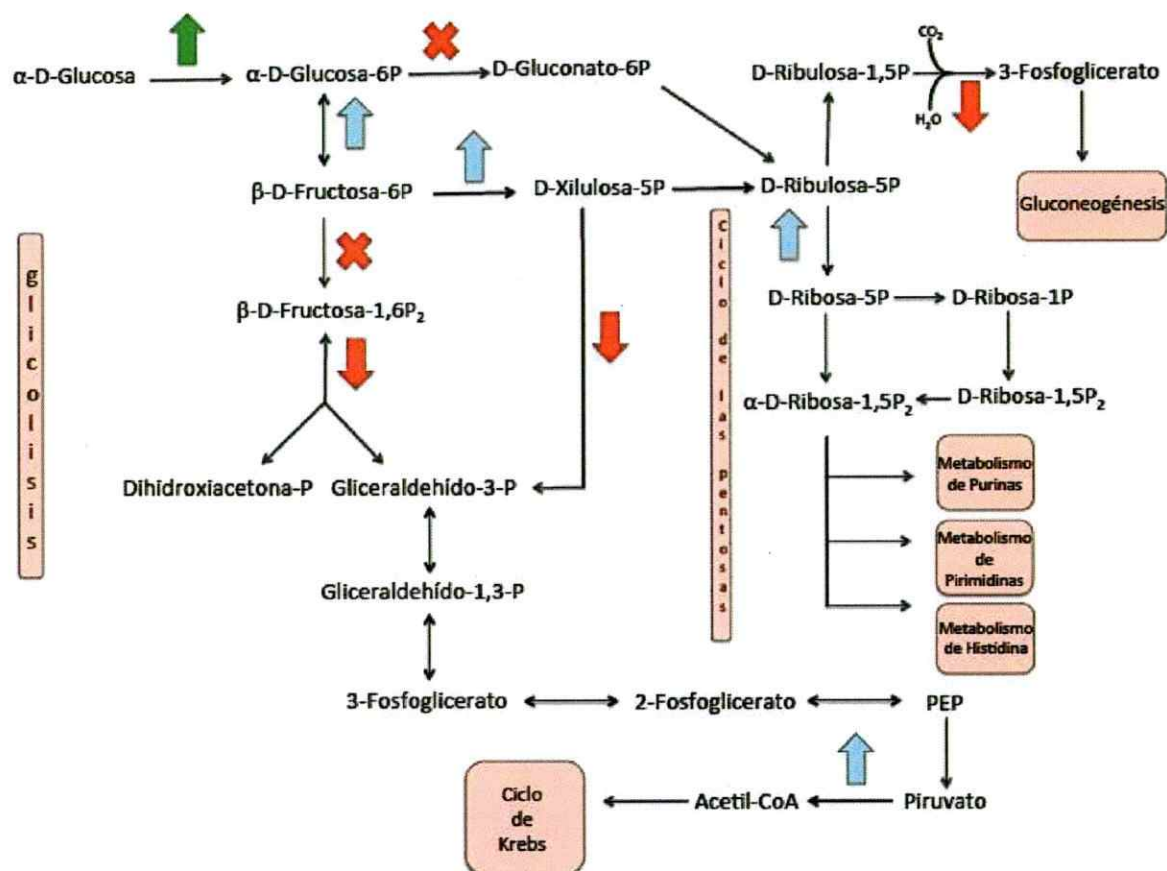 α-D-Glucosa
α-D-Glucosa-6P
D-Gluconato-6P
D-Ribulosa-1,5P
CO₂
H₂O
3-Fosfoglicerato
β-D-Fructosa-6P
D-Xilulosa-5P
D-Ribulosa-5P
Gluconeogénesis
glicolisis
Ciclo de las pentosas
β-D-Fructosa-1,6P₂
D-Ribosa-5P
D-Ribosa-1P
α-D-Ribosa-1,5P₂
D-Ribosa-1,5P₂
Dihidroxiacetona-P
Gliceraldehído-3-P
Metabolismo
de Purinas
Metabolismo
de
Pirimidinas
Gliceraldehído-1,3-P
Metabolismo
de Histidina
3-Fosfoglicerato
2-Fosfoglicerato
PEP
Ciclo
de
Krebs
Acetil-CoA
Piruvato